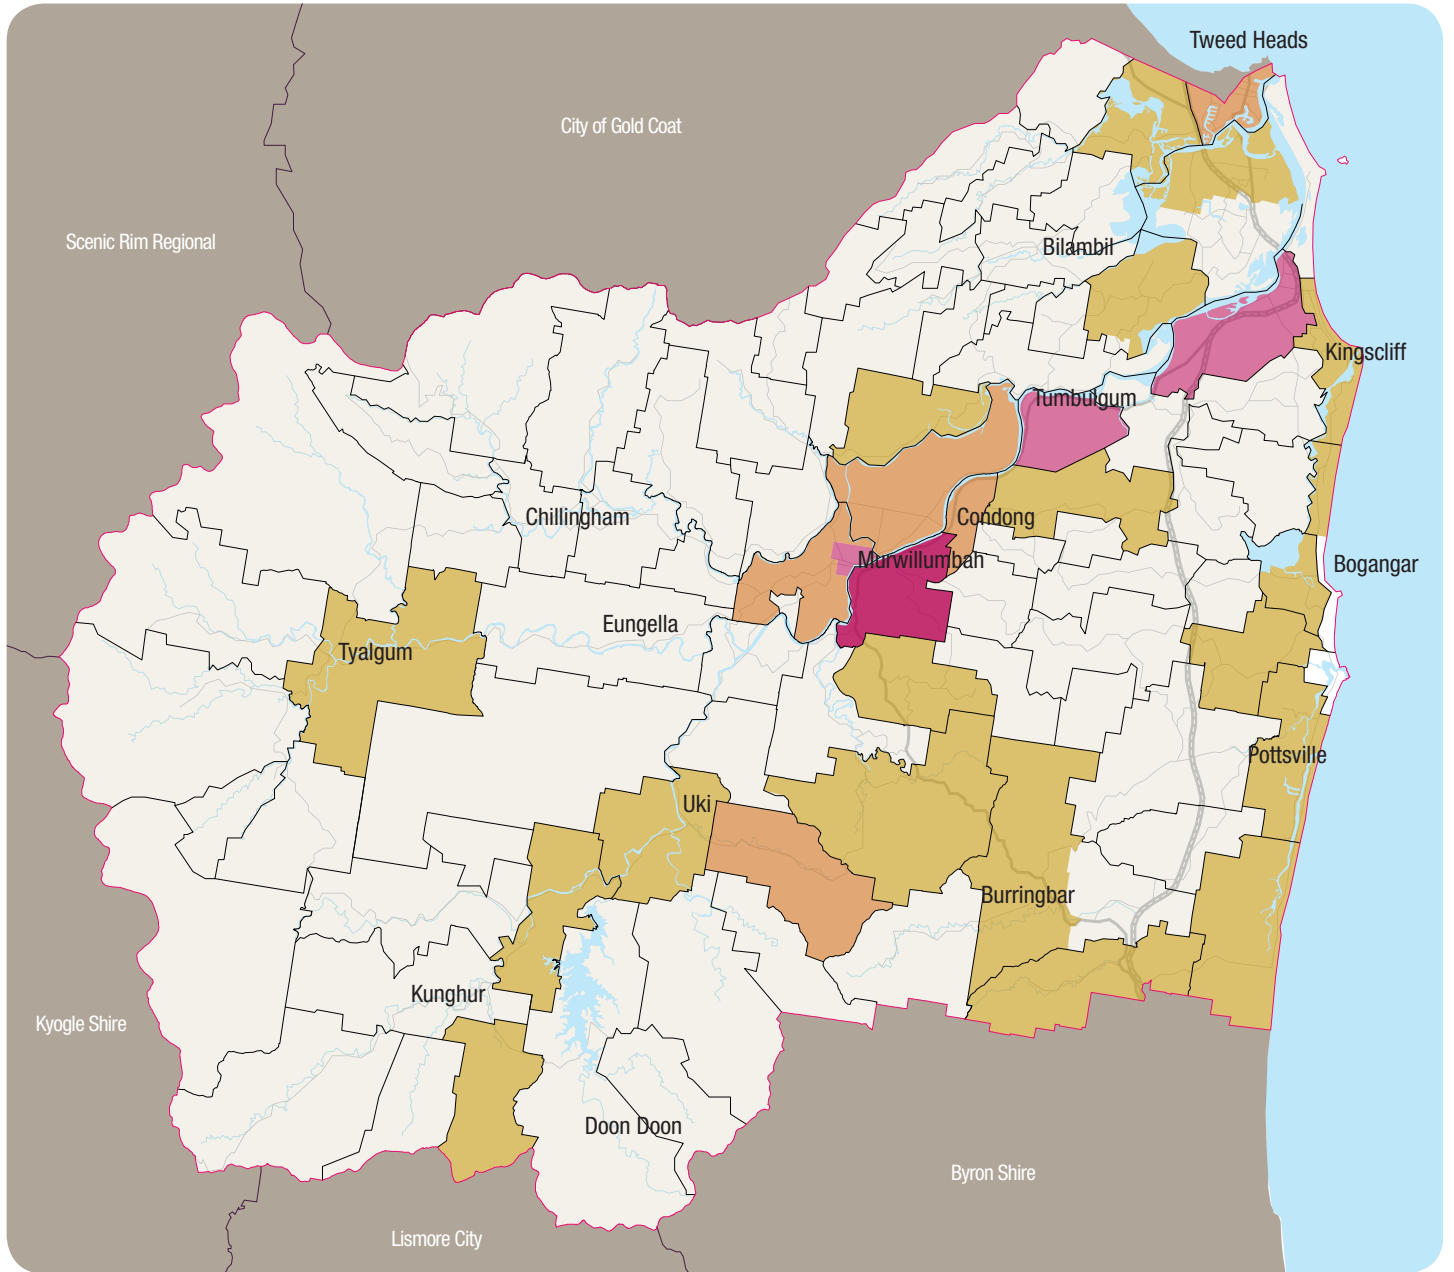 Tweed Heads
City of Gold Coat
Scenic Rim Regional
Bilambil
Kingscliff
Tumbulgum
Chillingham
Condong
Murwillumbah
Bogangar
Eungella
Tyalgum
Pottsville
Uki
Burringbar
Kunghur
Kyogle Shire
Doon Doon
Byron Shire
Lismore City